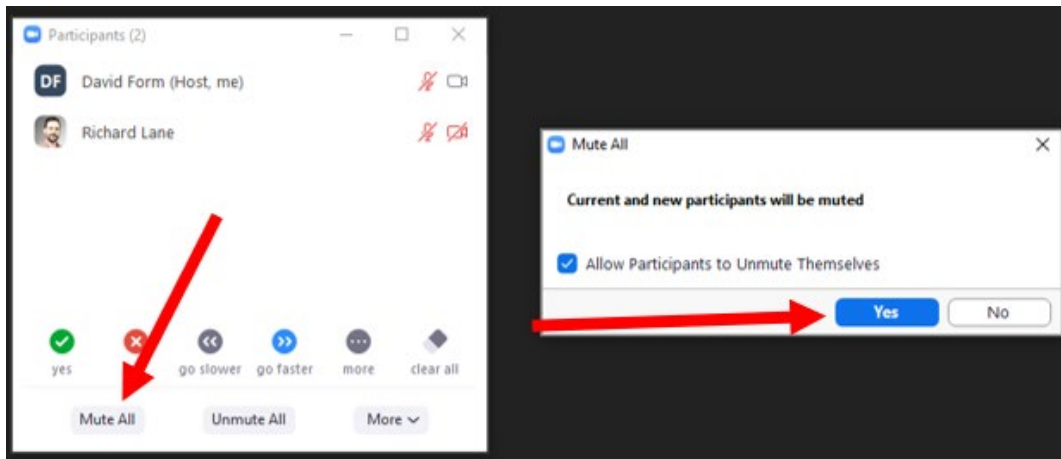 Participants (2)
DF David Form (Host, me)
Richard Lane
yes go slower go faster more clear all
Mute All Unmute All More
Mute All
Current and new participants will be muted
Allow Participants to Unmute Themselves
Yes No